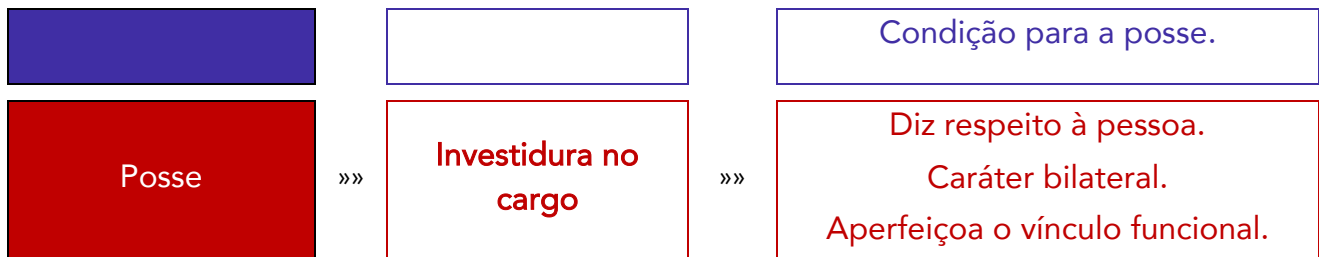 Condição para a posse.
Posse
»»
Investidura no
cargo
»»
Diz respeito à pessoa.
Caráter bilateral.
Aperfeiçoa o vínculo funcional.